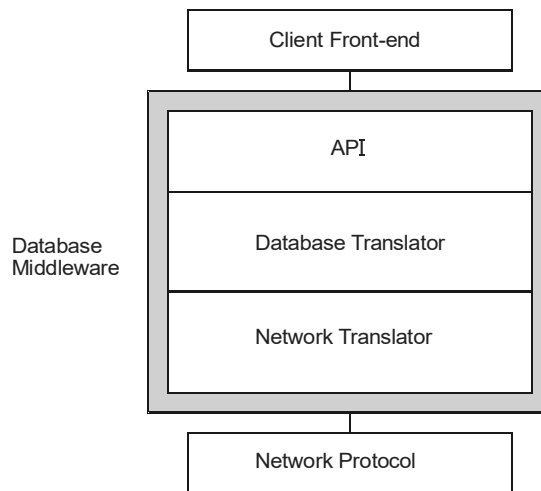 Client Front-end
API
Database Translator
Database
Middleware
Network Translator
Network Protocol